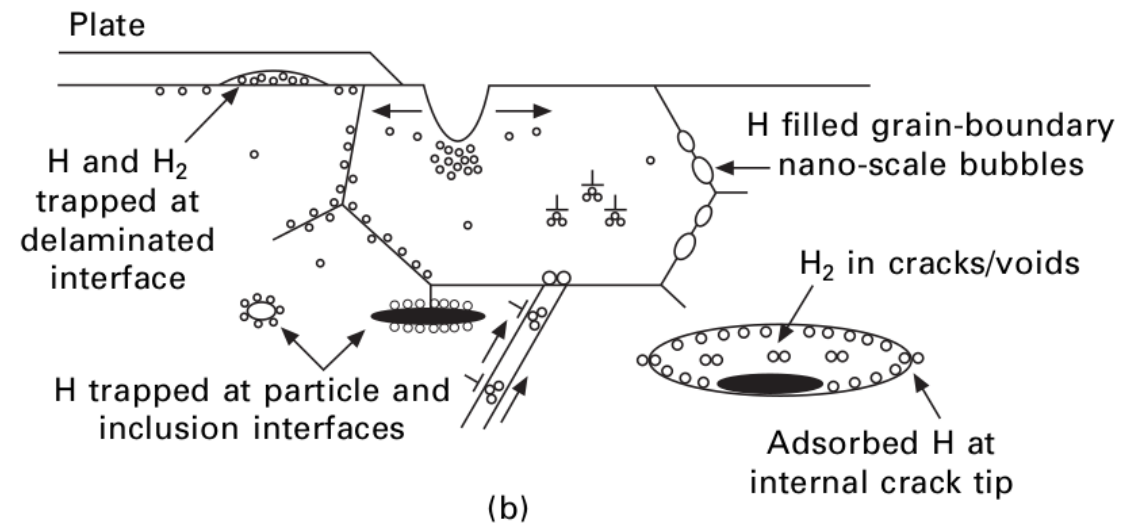 Plate
H and H₂
trapped at
delaminated
interface
H filled grain-boundary
nano-scale bubbles
H₂ in cracks/voids
H trapped at particle and
inclusion interfaces
Adsorbed H at
internal crack tip
(b)